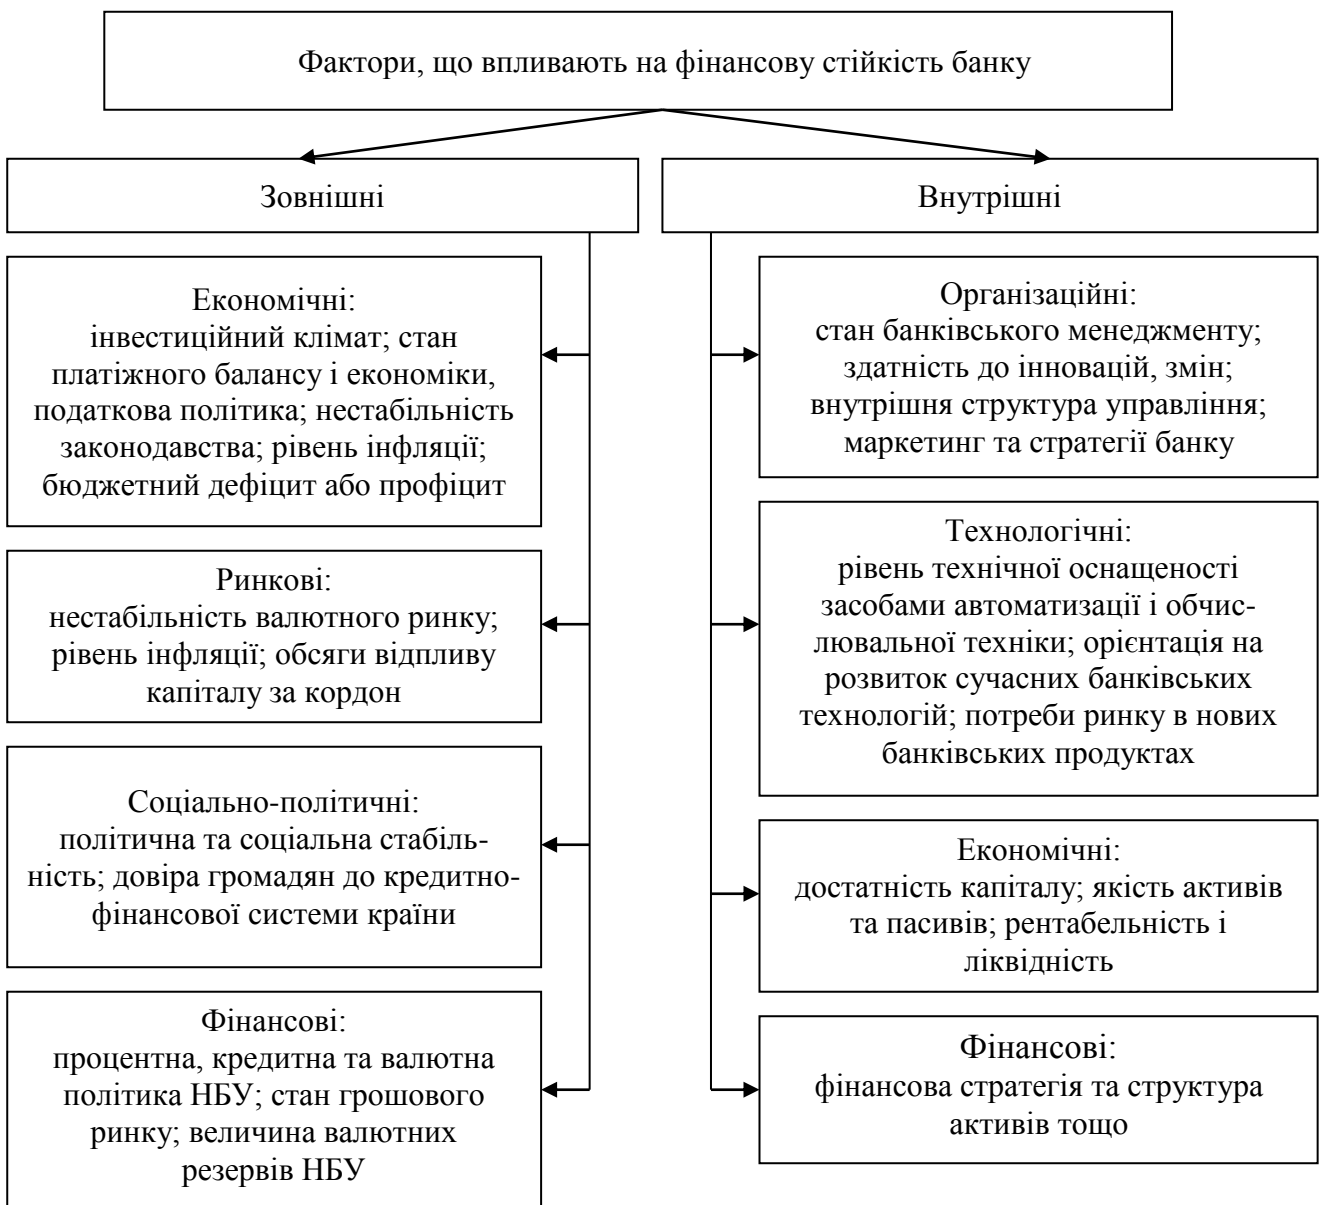 Фактори, що впливають на фінансову стійкість банку
Зовнішні
Економічні:
інвестиційний клімат; стан
платіжного балансу і економіки,
податкова політика; нестабільність
законодавства; рівень інфляції;
бюджетний дефіцит або профіцит
Ринкові:
нестабільність валютного ринку;
рівень інфляції; обсяги відпливу
капіталу за кордон
Соціально-політичні:
політична та соціальна стабіль-
ність; довіра громадян до кредитно-
фінансової системи країни
Фінансові:
процентна, кредитна та валютна
політика НБУ; стан грошового
ринку; величина валютних
резервів НБУ
Внутрішні
Організаційні:
стан банківського менеджменту;
здатність до інновацій, змін;
внутрішня структура управління;
маркетинг та стратегії банку
Технологічні:
рівень технічної оснащеності
засобами автоматизації і обчис-
лювальної техніки; орієнтація на
розвиток сучасних банківських
технологій; потреби ринку в нових
банківських продуктах
Економічні:
достатність капіталу; якість активів
та пасивів; рентабельність і
ліквідність
Фінансові:
фінансова стратегія та структура
активів тощо